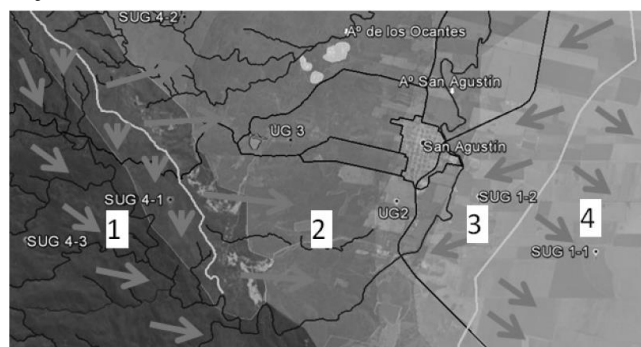 SUG 4-2
Aº de los Ocantes
Aº San Agustín
UG 3
San Agustín
SUG 4-1
SUG 1-2
UG2
1
2
3
4
SUG 4-3
SUG 1-1